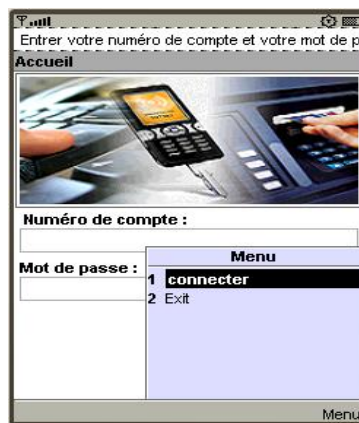 Entrer votre numéro de compte et votre mot de p
Accueil
Numéro de compte :
Mot de passe :
Menu
1 connecter
2 Exit
Menu